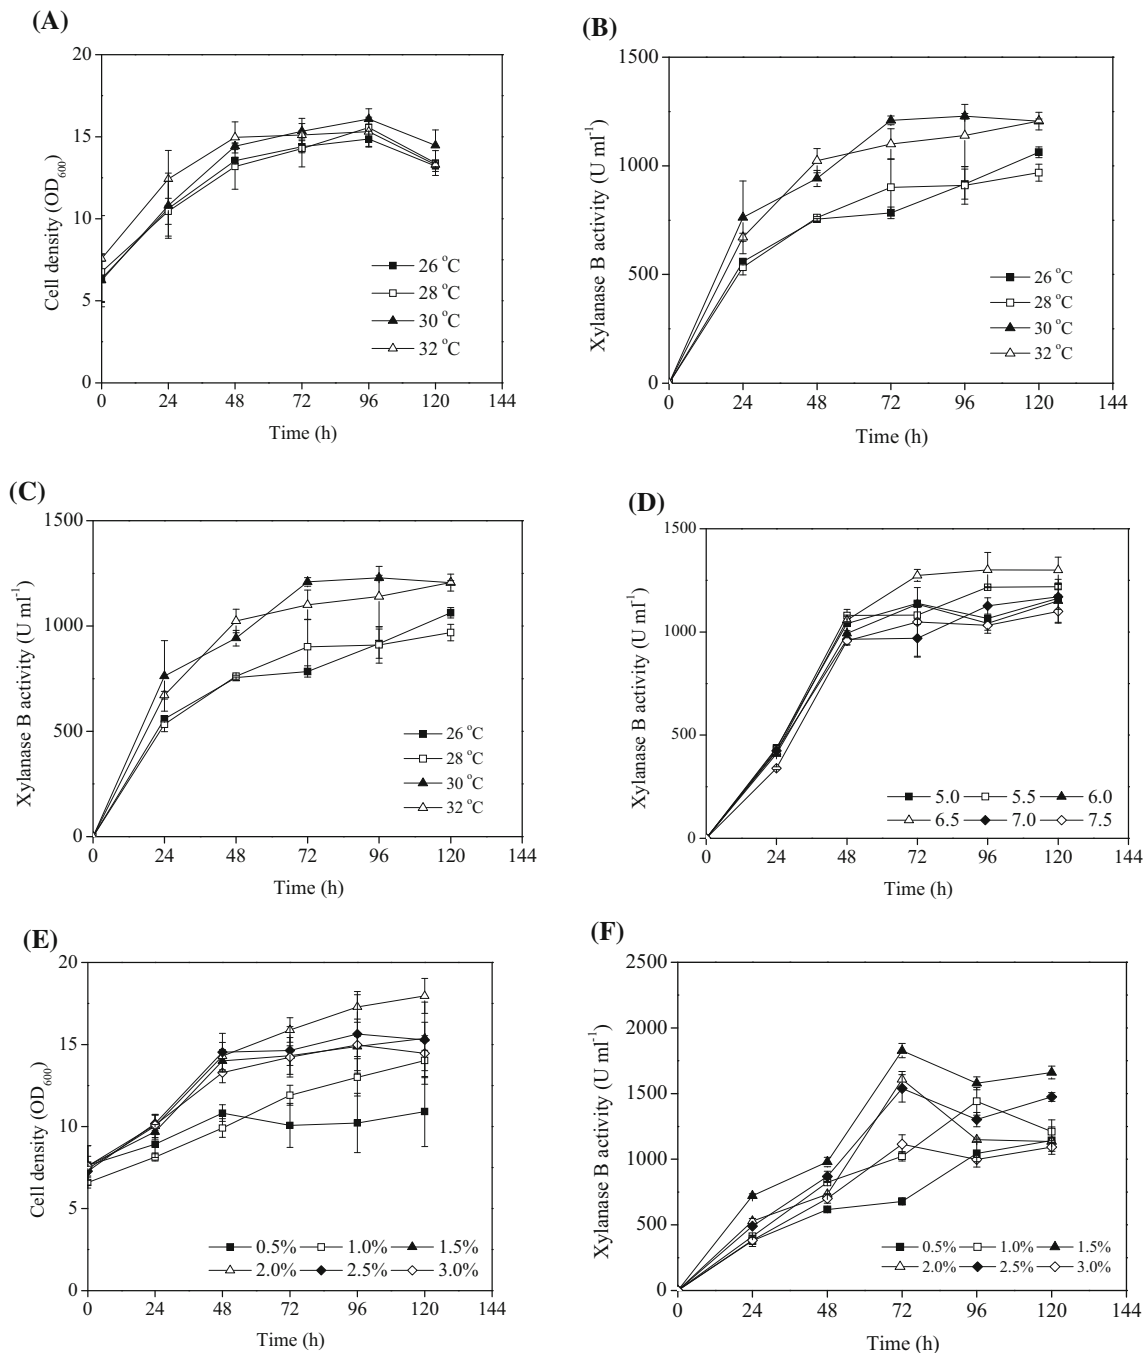 (A)
20
15
10
5
0
Cell density (OD600)
26 °C
28 °C
30 °C
32 °C
0 24 48 72 96 120 144
Time (h)
(B)
1500
1000
500
0
Xylanase B activity (U ml-1)
26 °C
28 °C
30 °C
32 °C
0 24 48 72 96 120 144
Time (h)
(C)
1500
1000
500
0
Xylanase B activity (U ml-1)
26 °C
28 °C
30 °C
32 °C
0 24 48 72 96 120 144
Time (h)
(D)
1500
1000
500
0
Xylanase B activity (U ml-1)
5.0 5.5 6.0
6.5 7.0 7.5
0 24 48 72 96 120 144
Time (h)
(E)
20
15
10
5
0
Cell density (OD600)
0.5% 1.0% 1.5%
2.0% 2.5% 3.0%
0 24 48 72 96 120 144
Time (h)
(F)
2500
2000
1500
1000
500
0
Xylanase B activity (U ml-1)
0.5% 1.0% 1.5%
2.0% 2.5% 3.0%
0 24 48 72 96 120 144
Time (h)